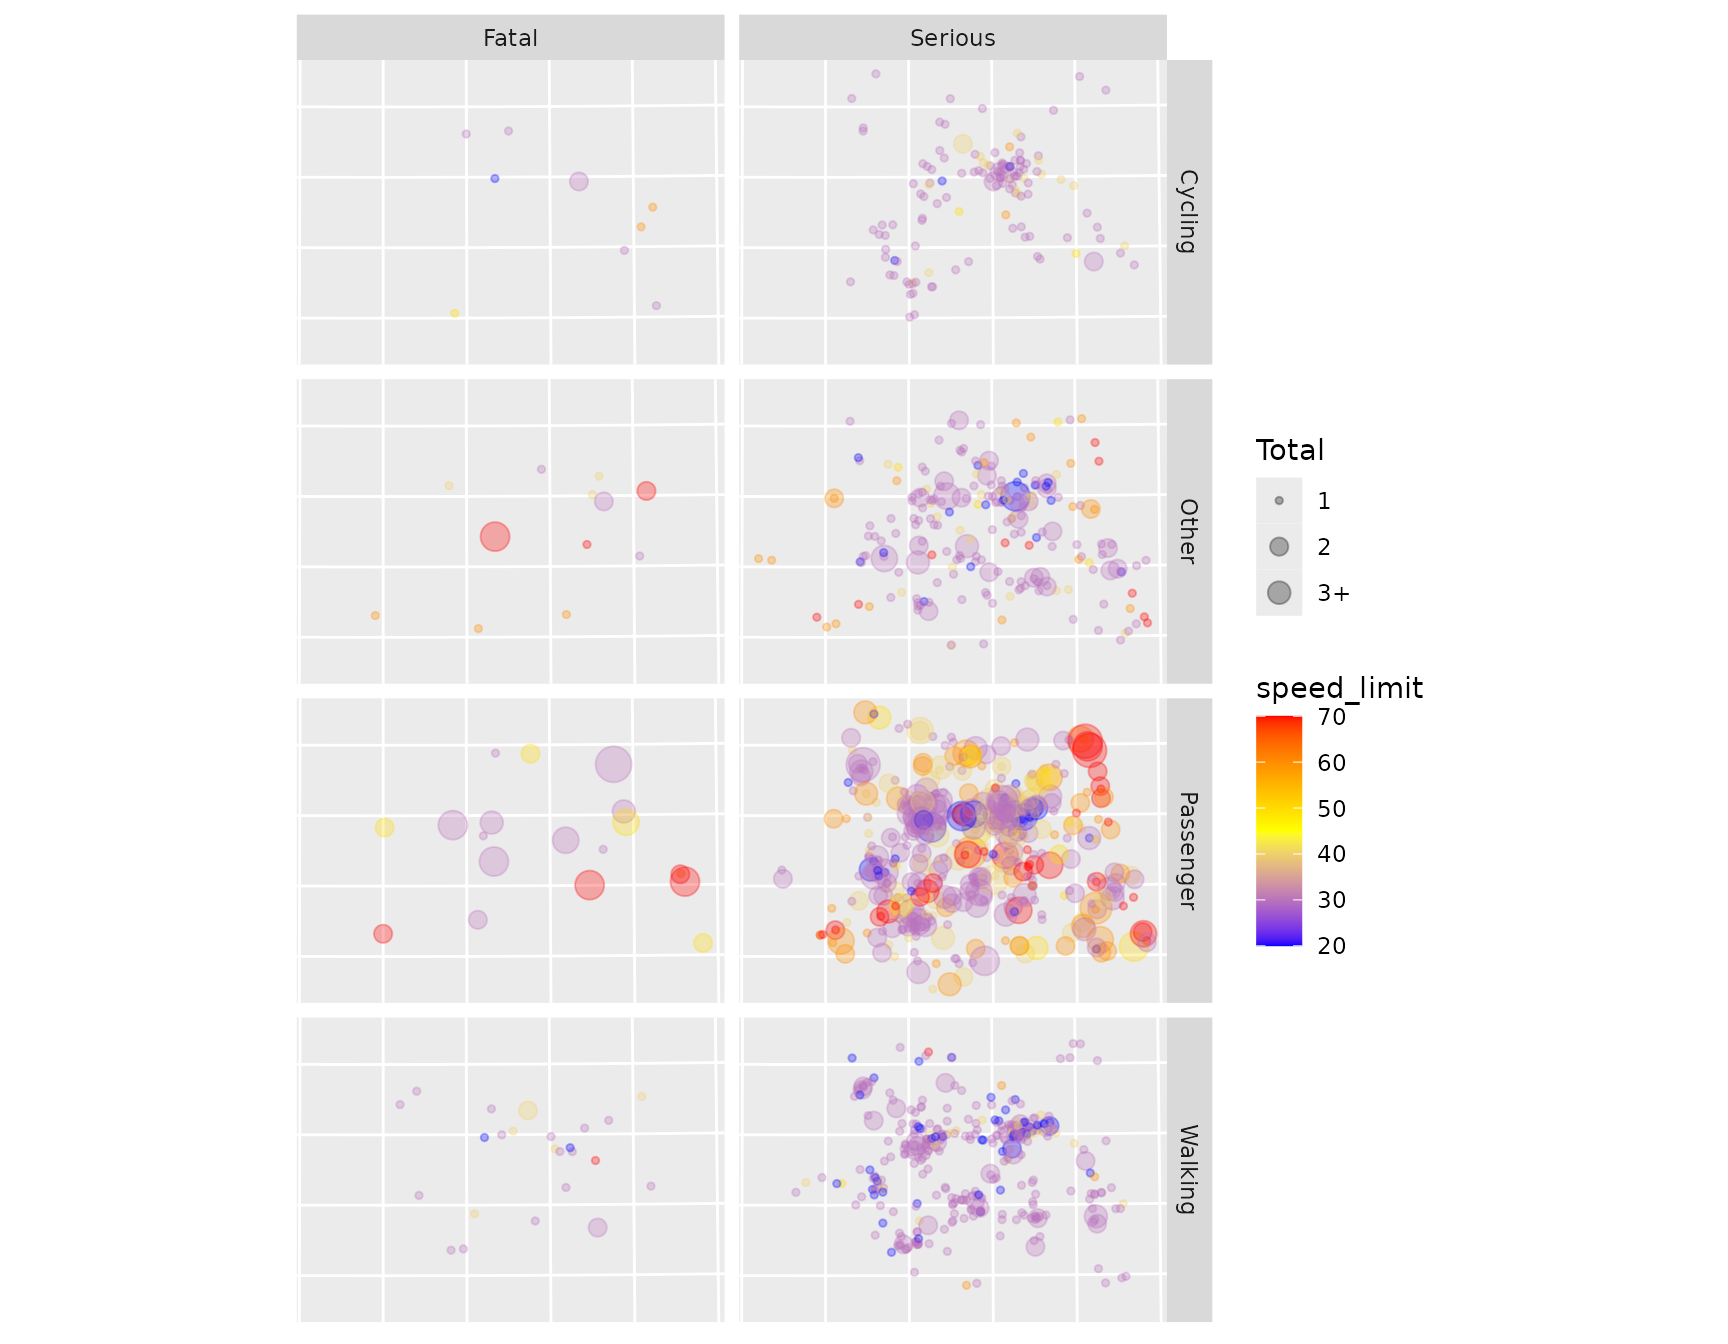 Fatal
Serious
Cycling
Other
Passenger
Walking
Total
1
2
3+
speed_limit
70
60
50
40
30
20